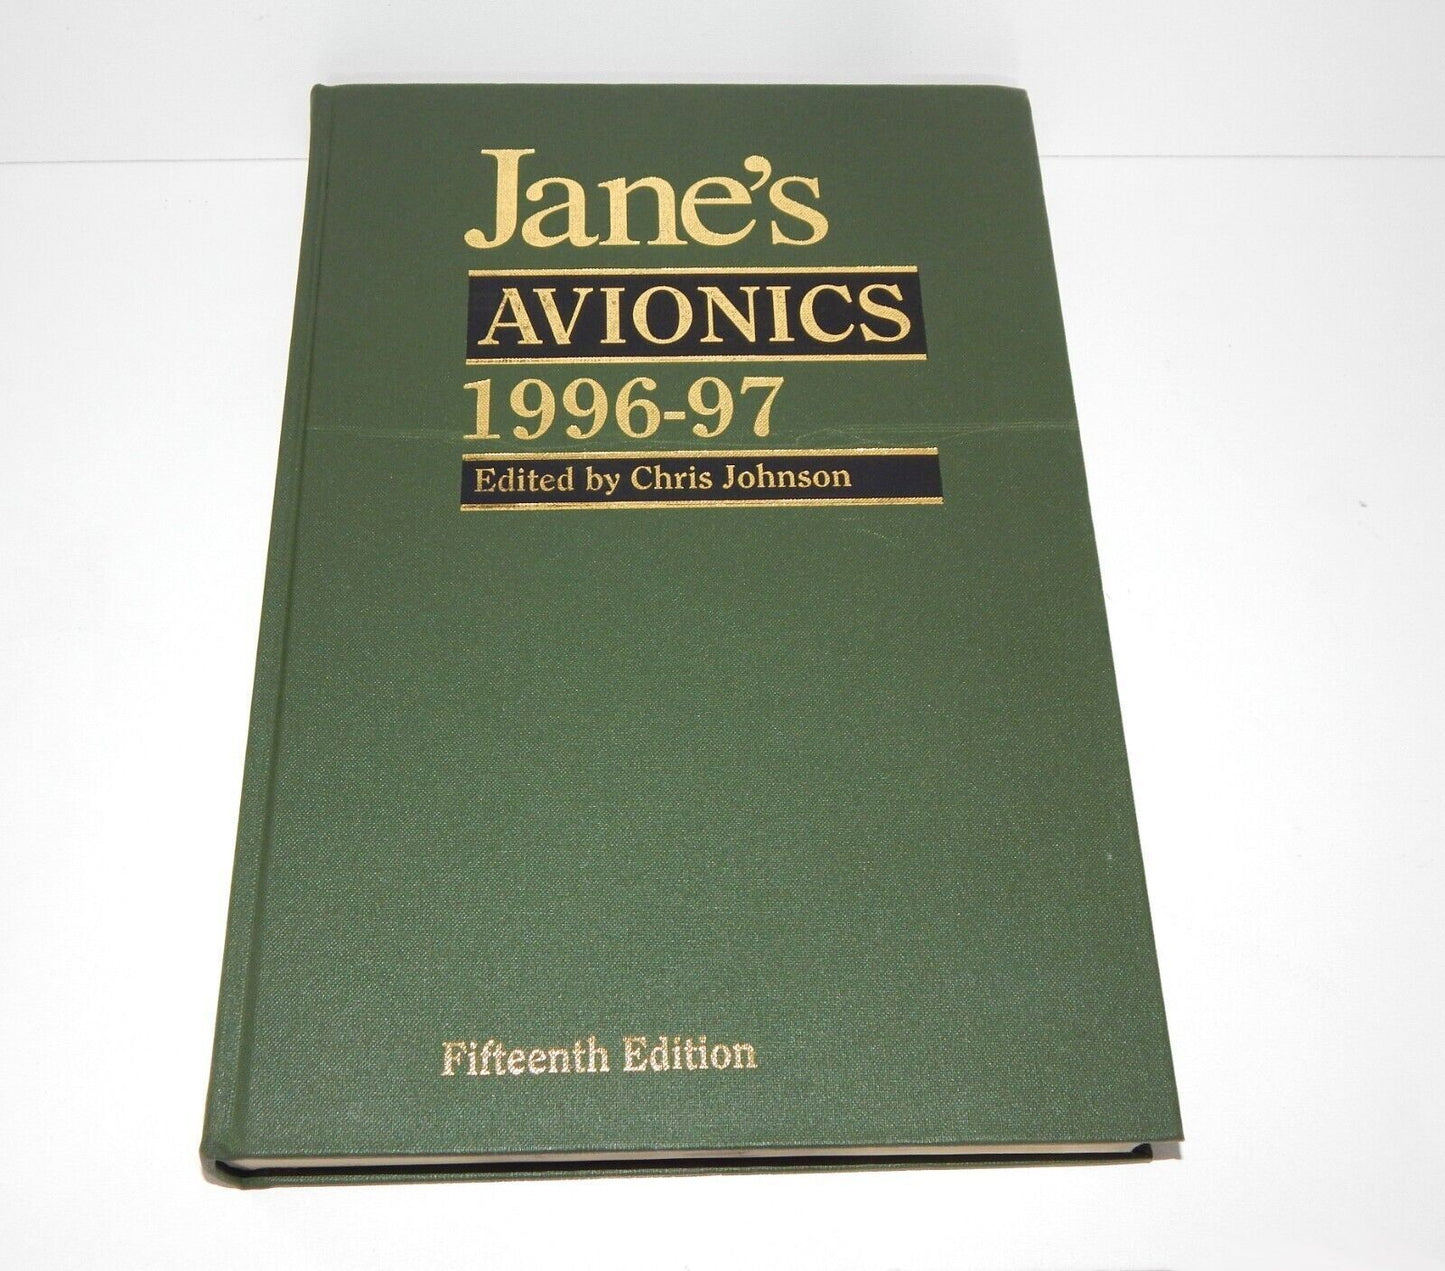 Jane's
AVIONICS
1996-97
Edited by Chris Johnson
Fifteenth Edition